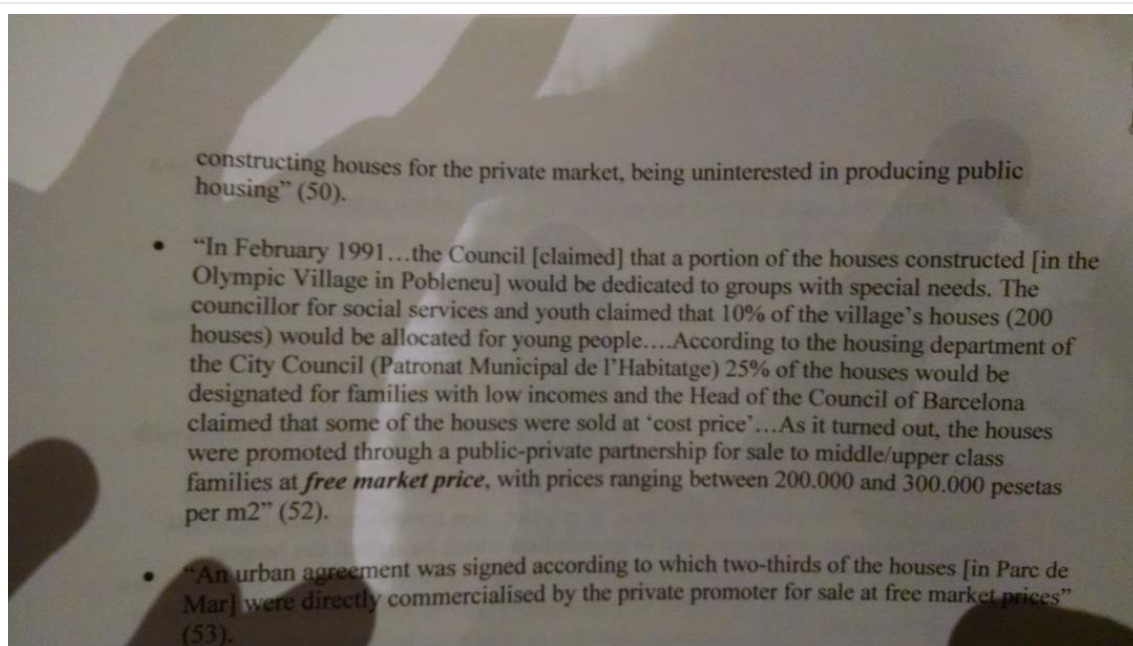 constructing houses for the private market, being uninterested in producing public
housing” (50).
• “In February 1991…the Council [claimed] that a portion of the houses constructed [in the
Olympic Village in Pobleneu] would be dedicated to groups with special needs. The
councillor for social services and youth claimed that 10% of the village’s houses (200
houses) would be allocated for young people….According to the housing department of
the City Council (Patronat Municipal de l’Habitatge) 25% of the houses would be
designated for families with low incomes and the Head of the Council of Barcelona
claimed that some of the houses were sold at ‘cost price’…As it turned out, the houses
were promoted through a public-private partnership for sale to middle/upper class
families at free market price, with prices ranging between 200.000 and 300.000 pesetas
per m2” (52).
• “An urban agreement was signed according to which two-thirds of the houses [in Parc de
Mar] were directly commercialised by the private promoter for sale at free market prices”
(53).